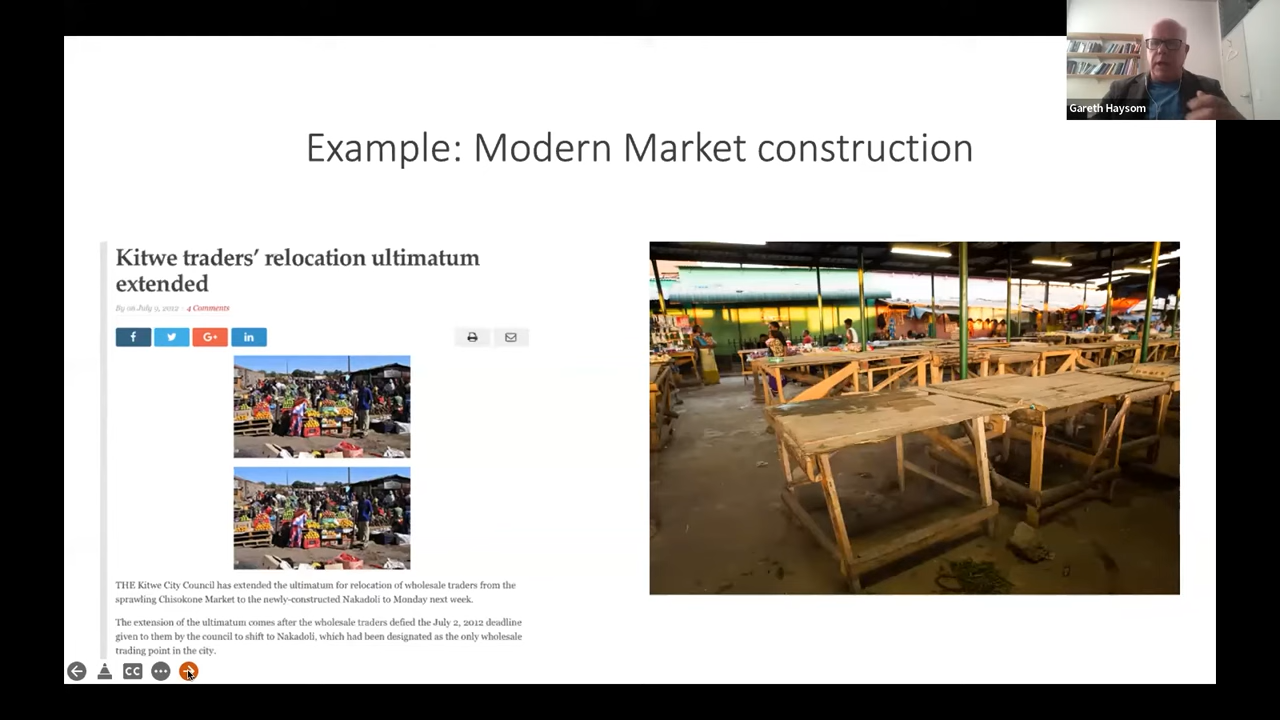 Gareth Haysom
Example: Modern Market construction
Kitwe traders' relocation ultimatum
extended
By on July 9, 2012 · 4 Comments
THE Kitwe City Council has extended the ultimatum for relocation of wholesale traders from the
sprawling Chisokone Market to the newly-constructed Nakadoli to Monday next week.
The extension of the ultimatum comes after the wholesale traders defied the July 2, 2012 deadline
given to them by the council to shift to Nakadoli, which had been designated as the only wholesale
trading point in the city.
CC